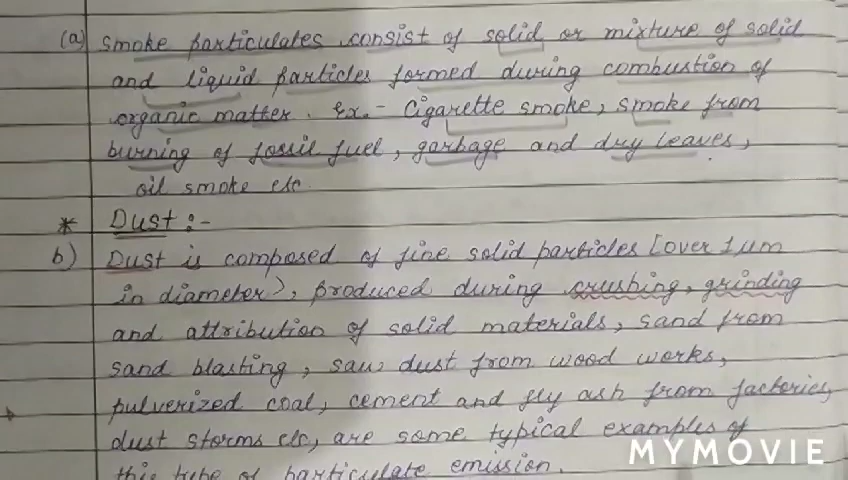 (a) smoke particulates consist of solid or mixture of solid
and liquid particles formed during combustion of
organic matter. Ex.- Cigarette smoke, smoke from
burning of fossil fuel, garbage and dry leaves,
oil smoke etc.
* Dust :-
b) Dust is composed of fine solid particles [over 1 µm
in diameter), produced during crushing, grinding
and attribution of solid materials, sand from
sand blasting, saw dust from wood works,
pulverized coal, cement and fly ash from factories,
dust storms etc, are some typical examples of
this type of particulate emission.
MYMOVIE